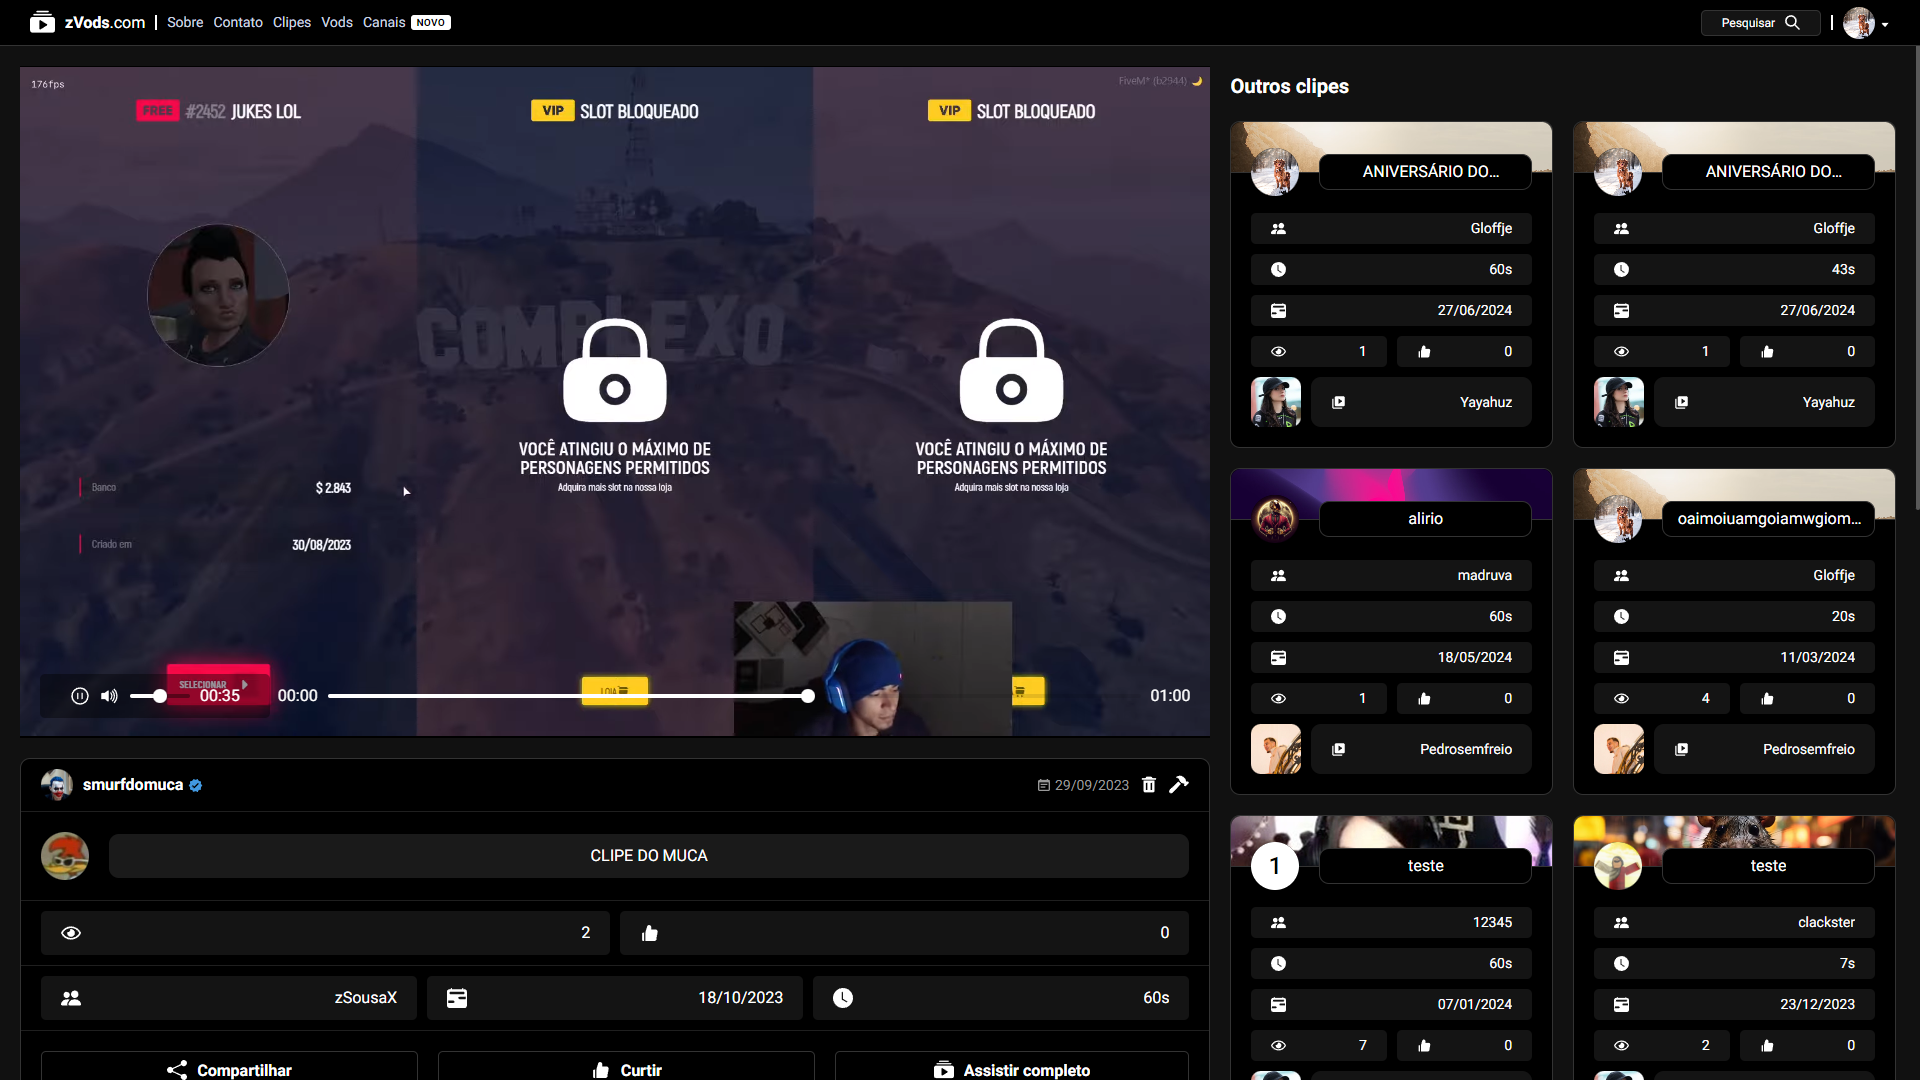 zVods.com
Sobre Contato Clipes Vods Canais NOVO
Pesquisar
176fps
FiveM* (b2944)
FREE #2452 JUKES LOL
VIP SLOT BLOQUEADO
VIP SLOT BLOQUEADO
COMPLEXO
VOCÊ ATINGIU O MÁXIMO DE
PERSONAGENS PERMITIDOS
Adquira mais slot na nossa loja
VOCÊ ATINGIU O MÁXIMO DE
PERSONAGENS PERMITIDOS
Adquira mais slot na nossa loja
Banco $ 2.843
Criado em 30/08/2023
SELECIONAR
LOJA
00:35 00:00 01:00
smurfdomuca
29/09/2023
CLIPE DO MUCA
2 0
zSousaX 18/10/2023 60s
Compartilhar Curtir Assistir completo
Outros clipes
ANIVERSÁRIO DO...
Gloffje
60s
27/06/2024
1 0
Yayahuz
ANIVERSÁRIO DO...
Gloffje
43s
27/06/2024
1 0
Yayahuz
alirio
madruva
60s
18/05/2024
1 0
Pedrosemfreio
oaimoiuamgoiamwgiom...
Gloffje
20s
11/03/2024
4 0
Pedrosemfreio
1
teste
12345
60s
07/01/2024
7 0
teste
clackster
7s
23/12/2023
2 0